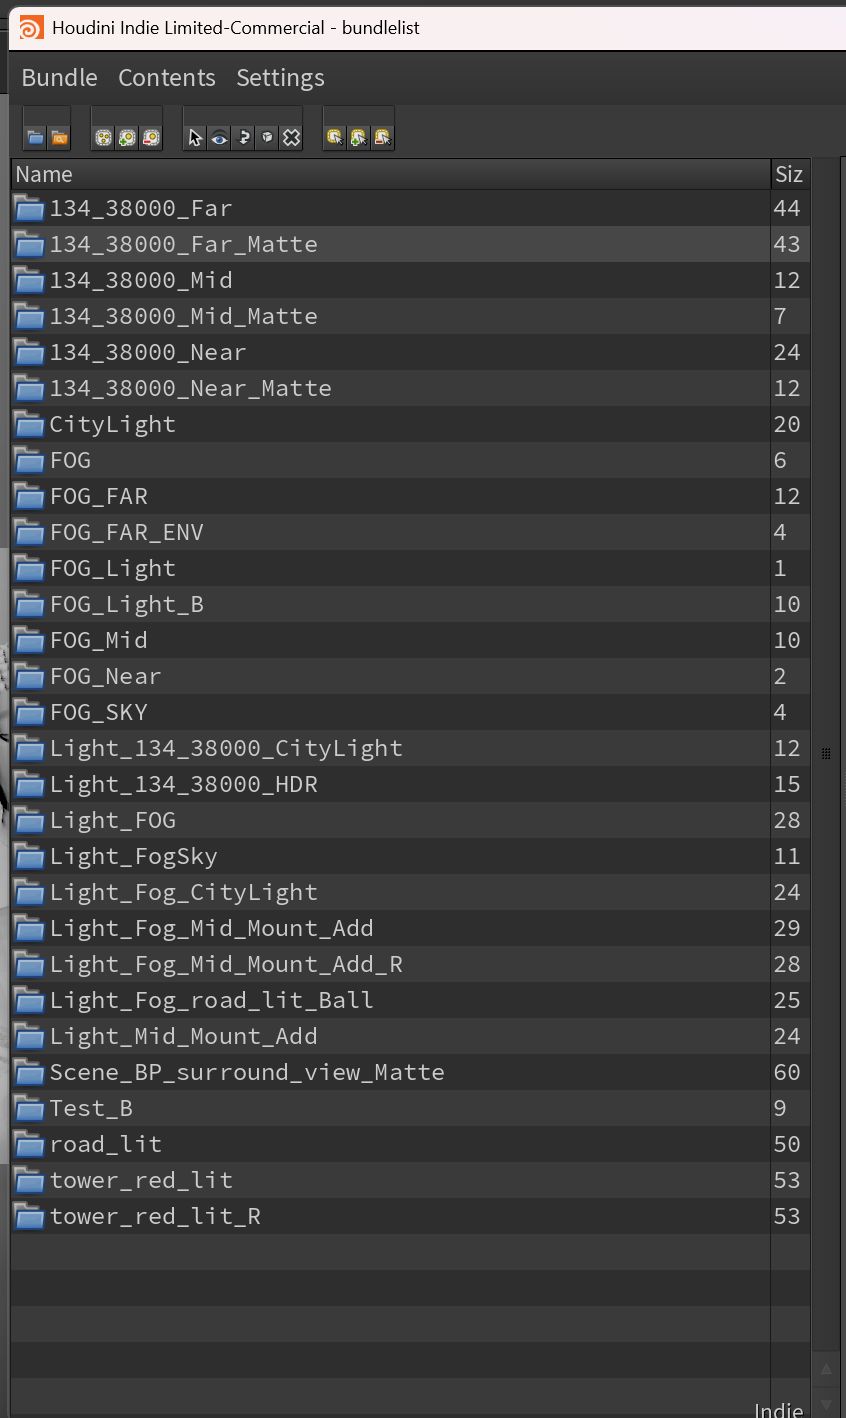 Houdini Indie Limited-Commercial - bundlelist
Bundle Contents Settings
Name Siz
134_38000_Far 44
134_38000_Far_Matte 43
134_38000_Mid 12
134_38000_Mid_Matte 7
134_38000_Near 24
134_38000_Near_Matte 12
CityLight 20
FOG 6
FOG_FAR 12
FOG_FAR_ENV 4
FOG_Light 1
FOG_Light_B 10
FOG_Mid 10
FOG_Near 2
FOG_SKY 4
Light_134_38000_CityLight 12
Light_134_38000_HDR 15
Light_FOG 28
Light_FogSky 11
Light_Fog_CityLight 24
Light_Fog_Mid_Mount_Add 29
Light_Fog_Mid_Mount_Add_R 28
Light_Fog_road_lit_Ball 25
Light_Mid_Mount_Add 24
Scene_BP_surround_view_Matte 60
Test_B 9
road_lit 50
tower_red_lit 53
tower_red_lit_R 53
Indie